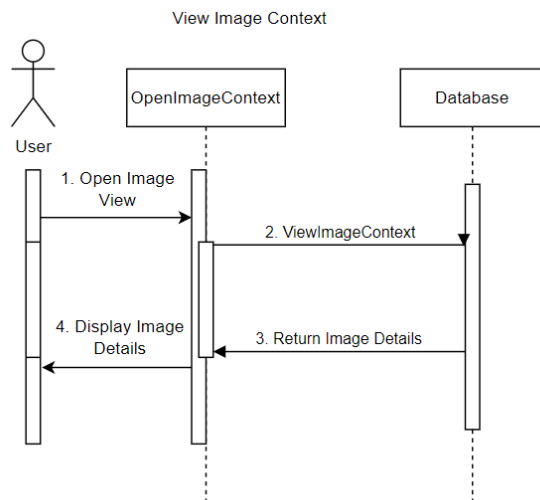 View Image Context
OpenImageContext
Database
User
1. Open Image
View
2. ViewImageContext
3. Return Image Details
4. Display Image
Details